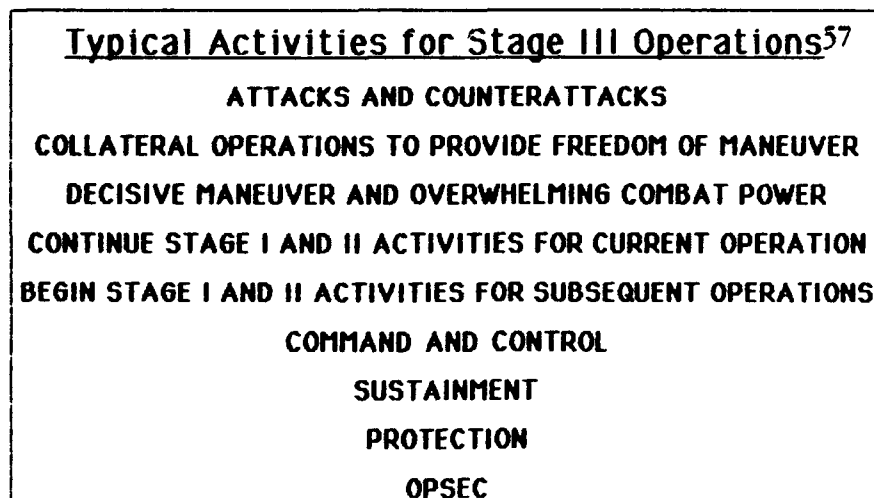 Typical Activities for Stage III Operations57
ATTACKS AND COUNTERATTACKS
COLLATERAL OPERATIONS TO PROVIDE FREEDOM OF MANEUVER
DECISIVE MANEUVER AND OVERWHELMING COMBAT POWER
CONTINUE STAGE I AND II ACTIVITIES FOR CURRENT OPERATION
BEGIN STAGE I AND II ACTIVITIES FOR SUBSEQUENT OPERATIONS
COMMAND AND CONTROL
SUSTAINMENT
PROTECTION
OPSEC